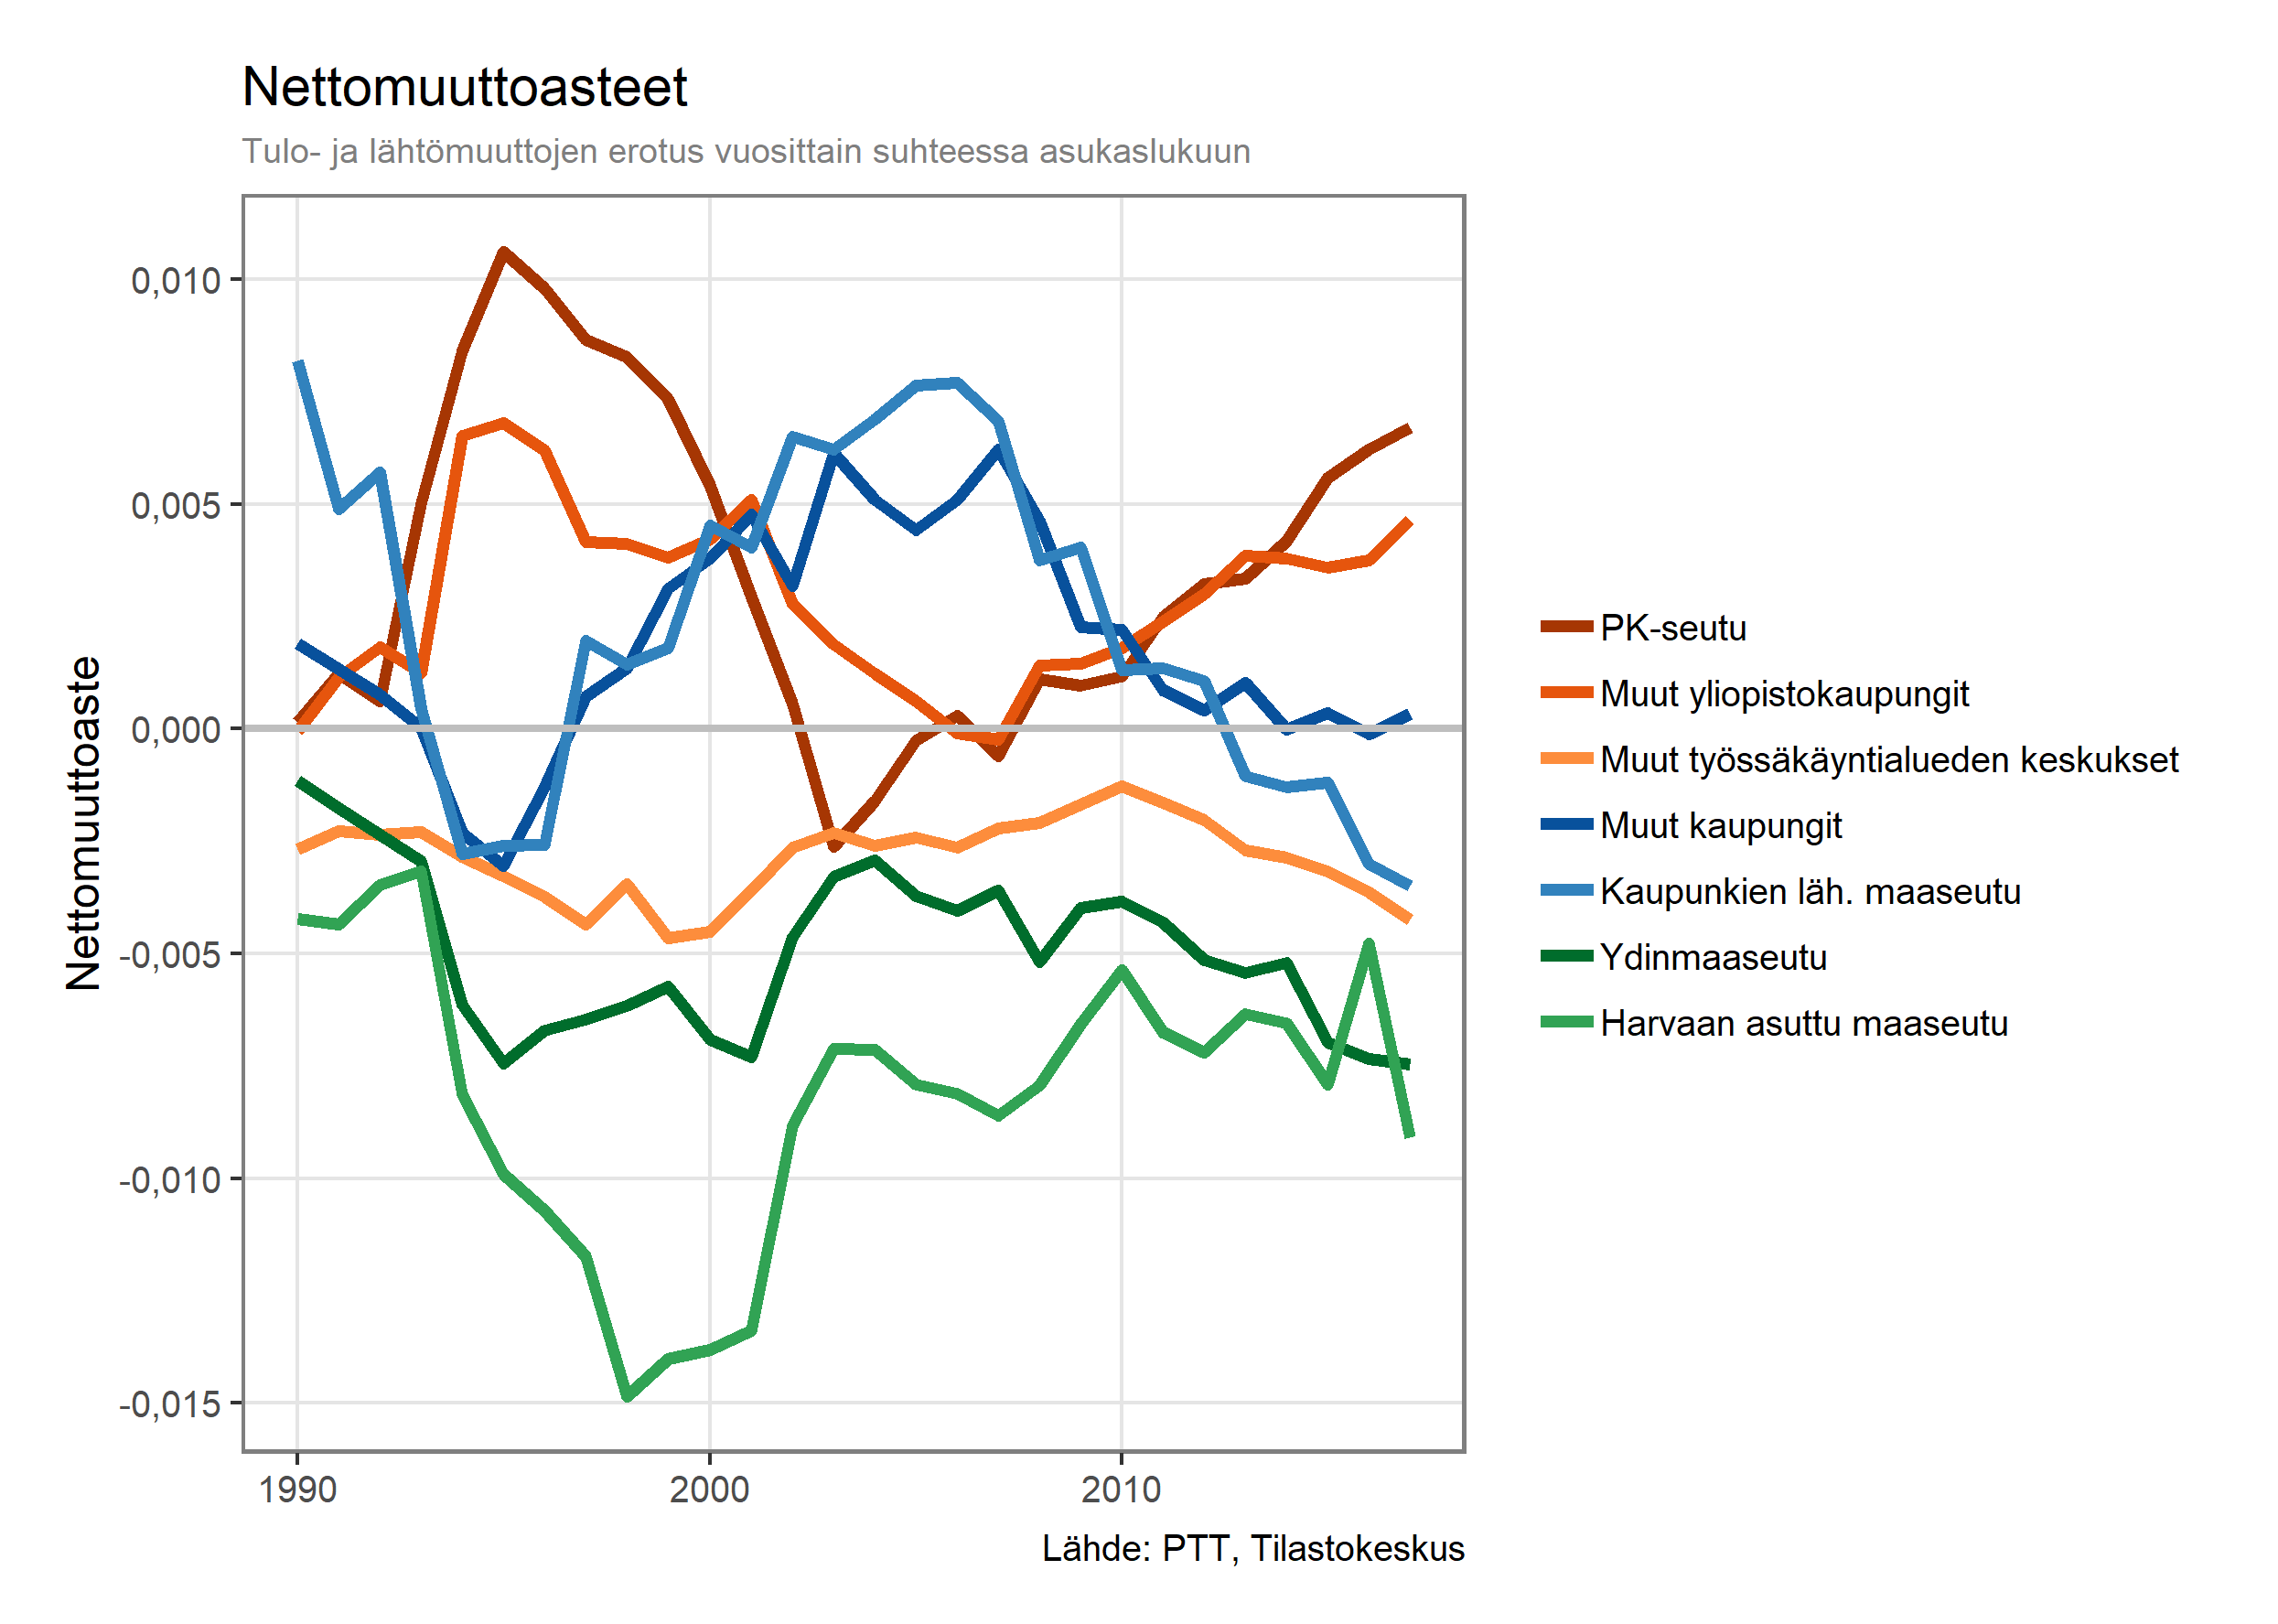 Nettomuuttoasteet
Tulo- ja lähtömuuttojen erotus vuosittain suhteessa asukaslukuun
Nettomuuttoaste
0,010
0,005
0,000
-0,005
-0,010
-0,015
1990
2000
2010
PK-seutu
Muut yliopistokaupungit
Muut työssäkäyntialueden keskukset
Muut kaupungit
Kaupunkien läh. maaseutu
Ydinmaaseutu
Harvaan asuttu maaseutu
Lähde: PTT, Tilastokeskus